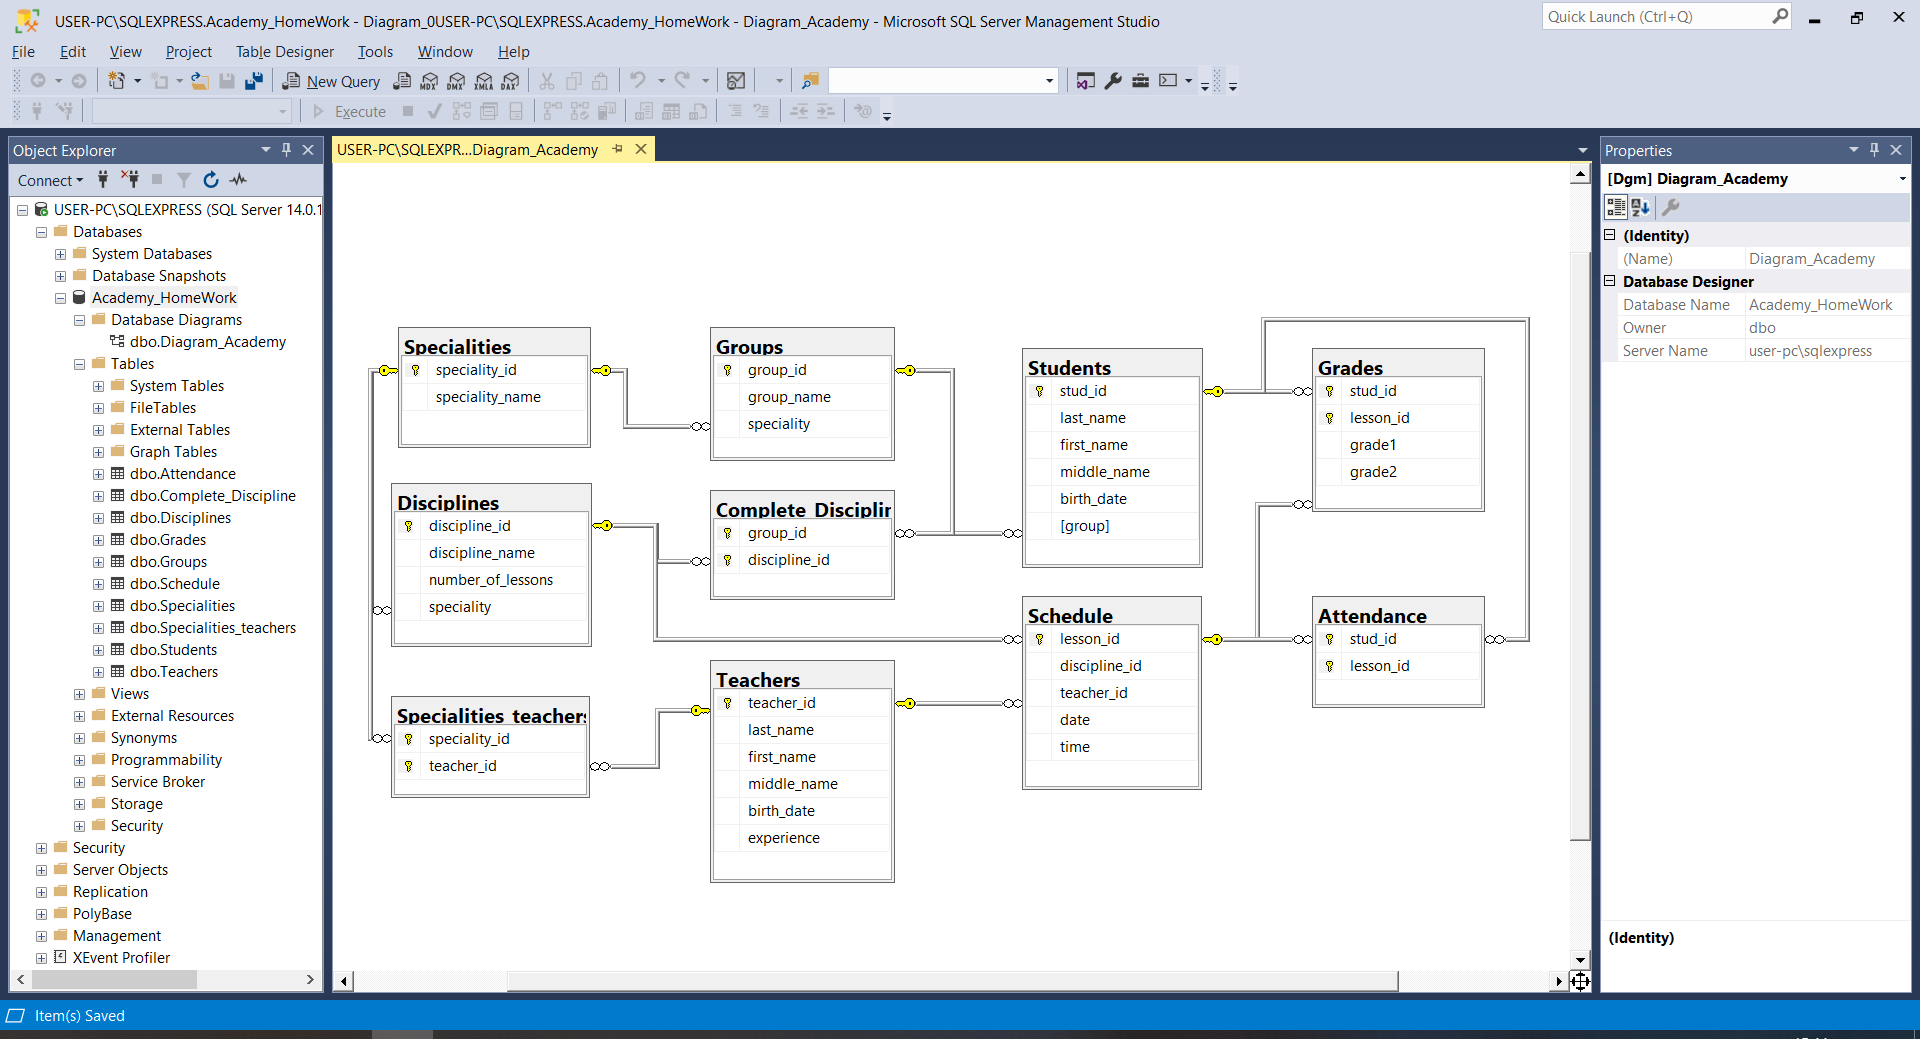 USER-PC\SQLEXPRESS.Academy_HomeWork - Diagram_0USER-PC\SQLEXPRESS.Academy_HomeWork - Diagram_Academy - Microsoft SQL Server Management Studio
Quick Launch (Ctrl+Q)
File Edit View Project Table Designer Tools Window Help
New Query MDX DMX XMLA DAX
Execute
Object Explorer
Connect
USER-PC\SQLEXPRESS (SQL Server 14.0.1
Databases
System Databases
Database Snapshots
Academy_HomeWork
Database Diagrams
dbo.Diagram_Academy
Tables
System Tables
FileTables
External Tables
Graph Tables
dbo.Attendance
dbo.Complete_Discipline
dbo.Disciplines
dbo.Grades
dbo.Groups
dbo.Schedule
dbo.Specialities
dbo.Specialities_teachers
dbo.Students
dbo.Teachers
Views
External Resources
Synonyms
Programmability
Service Broker
Storage
Security
Security
Server Objects
Replication
PolyBase
Management
XEvent Profiler
USER-PC\SQLEXPR...Diagram_Academy
Specialities
speciality_id
speciality_name
Groups
group_id
group_name
speciality
Students
stud_id
last_name
first_name
middle_name
birth_date
[group]
Grades
stud_id
lesson_id
grade1
grade2
Disciplines
discipline_id
discipline_name
number_of_lessons
speciality
Complete_Disciplin
group_id
discipline_id
Schedule
lesson_id
discipline_id
teacher_id
date
time
Attendance
stud_id
lesson_id
Specialities_teachers
speciality_id
teacher_id
Teachers
teacher_id
last_name
first_name
middle_name
birth_date
experience
Properties
[Dgm] Diagram_Academy
(Identity)
(Name) Diagram_Academy
Database Designer
Database Name Academy_HomeWork
Owner dbo
Server Name user-pc\sqlexpress
(Identity)
Item(s) Saved